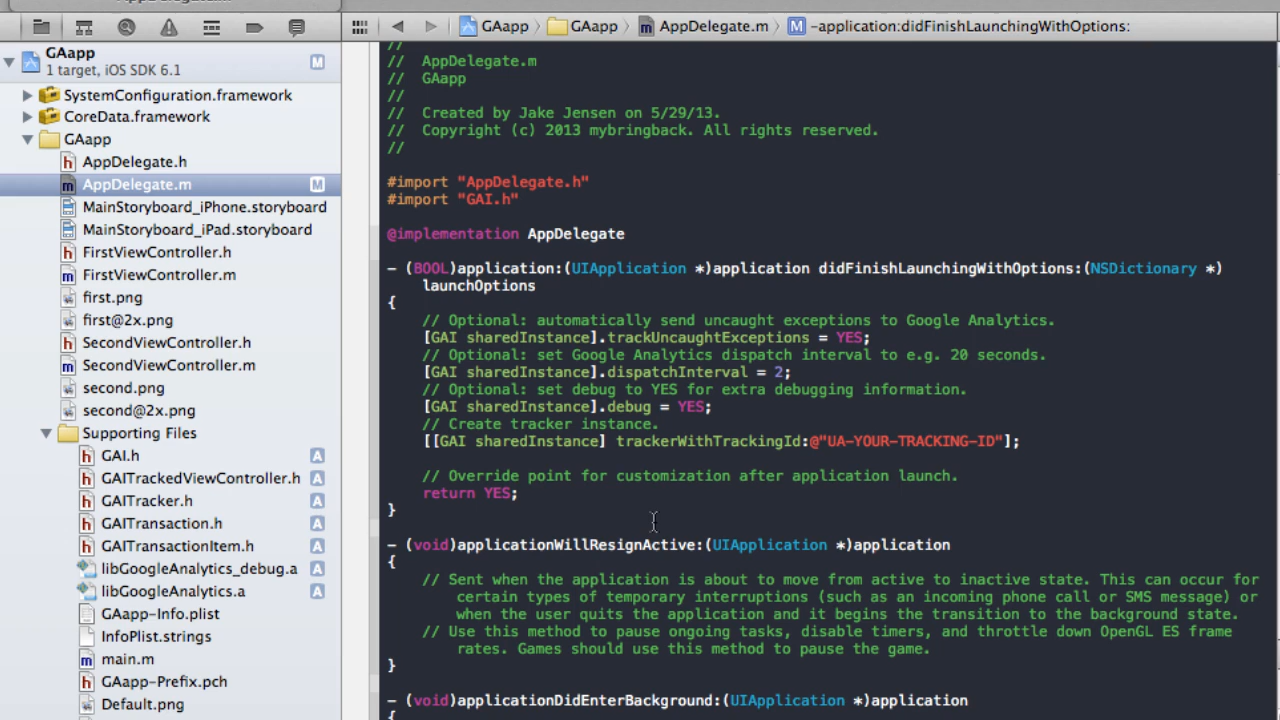 AppDelegate.m
GAapp
GAapp
AppDelegate.m
-application:didFinishLaunchingWithOptions:
GAapp
1 target, iOS SDK 6.1
M
SystemConfiguration.framework
CoreData.framework
GAapp
AppDelegate.h
AppDelegate.m
M
MainStoryboard_iPhone.storyboard
MainStoryboard_iPad.storyboard
FirstViewController.h
FirstViewController.m
first.png
first@2x.png
SecondViewController.h
SecondViewController.m
second.png
second@2x.png
Supporting Files
GAI.h
A
GAITrackedViewController.h
A
GAITracker.h
A
GAITransaction.h
A
GAITransactionItem.h
A
libGoogleAnalytics_debug.a
A
libGoogleAnalytics.a
A
GAapp-Info.plist
InfoPlist.strings
main.m
GAapp-Prefix.pch
Default.png
//
//  AppDelegate.m
//  GAapp
//
//  Created by Jake Jensen on 5/29/13.
//  Copyright (c) 2013 mybringback. All rights reserved.
//
#import "AppDelegate.h"
#import "GAI.h"
@implementation AppDelegate
- (BOOL)application:(UIApplication *)application didFinishLaunchingWithOptions:(NSDictionary *)
launchOptions
{
// Optional: automatically send uncaught exceptions to Google Analytics.
[GAI sharedInstance].trackUncaughtExceptions = YES;
// Optional: set Google Analytics dispatch interval to e.g. 20 seconds.
[GAI sharedInstance].dispatchInterval = 2;
// Optional: set debug to YES for extra debugging information.
[GAI sharedInstance].debug = YES;
// Create tracker instance.
[[GAI sharedInstance] trackerWithTrackingId:@"UA-YOUR-TRACKING-ID"];
// Override point for customization after application launch.
return YES;
}
- (void)applicationWillResignActive:(UIApplication *)application
{
// Sent when the application is about to move from active to inactive state. This can occur for
certain types of temporary interruptions (such as an incoming phone call or SMS message) or
when the user quits the application and it begins the transition to the background state.
// Use this method to pause ongoing tasks, disable timers, and throttle down OpenGL ES frame
rates. Games should use this method to pause the game.
}
- (void)applicationDidEnterBackground:(UIApplication *)application
{